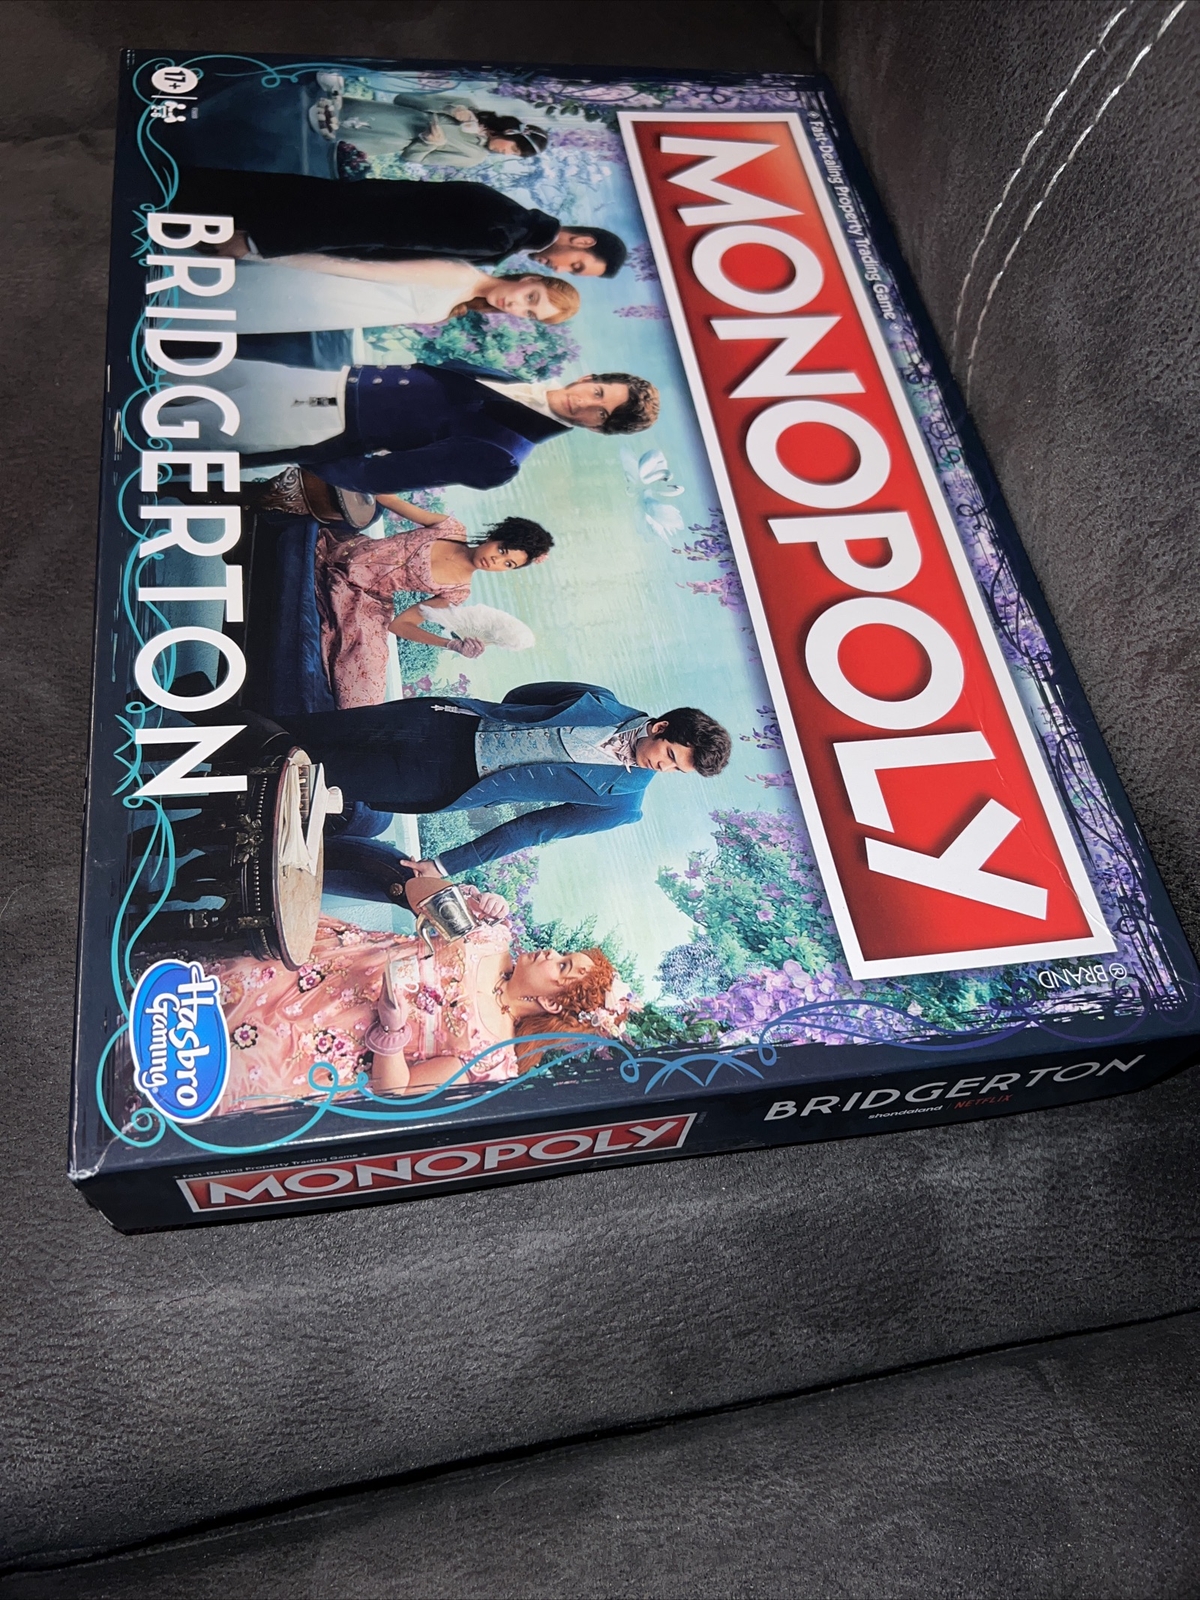 Fast-Dealing Property Trading Game
MONOPOLY
® BRAND
17+
BRIDGERTON
Hasbro
Gaming
Fast-Dealing Property Trading Game
MONOPOLY
BRIDGERTON
shondaland | NETFLIX